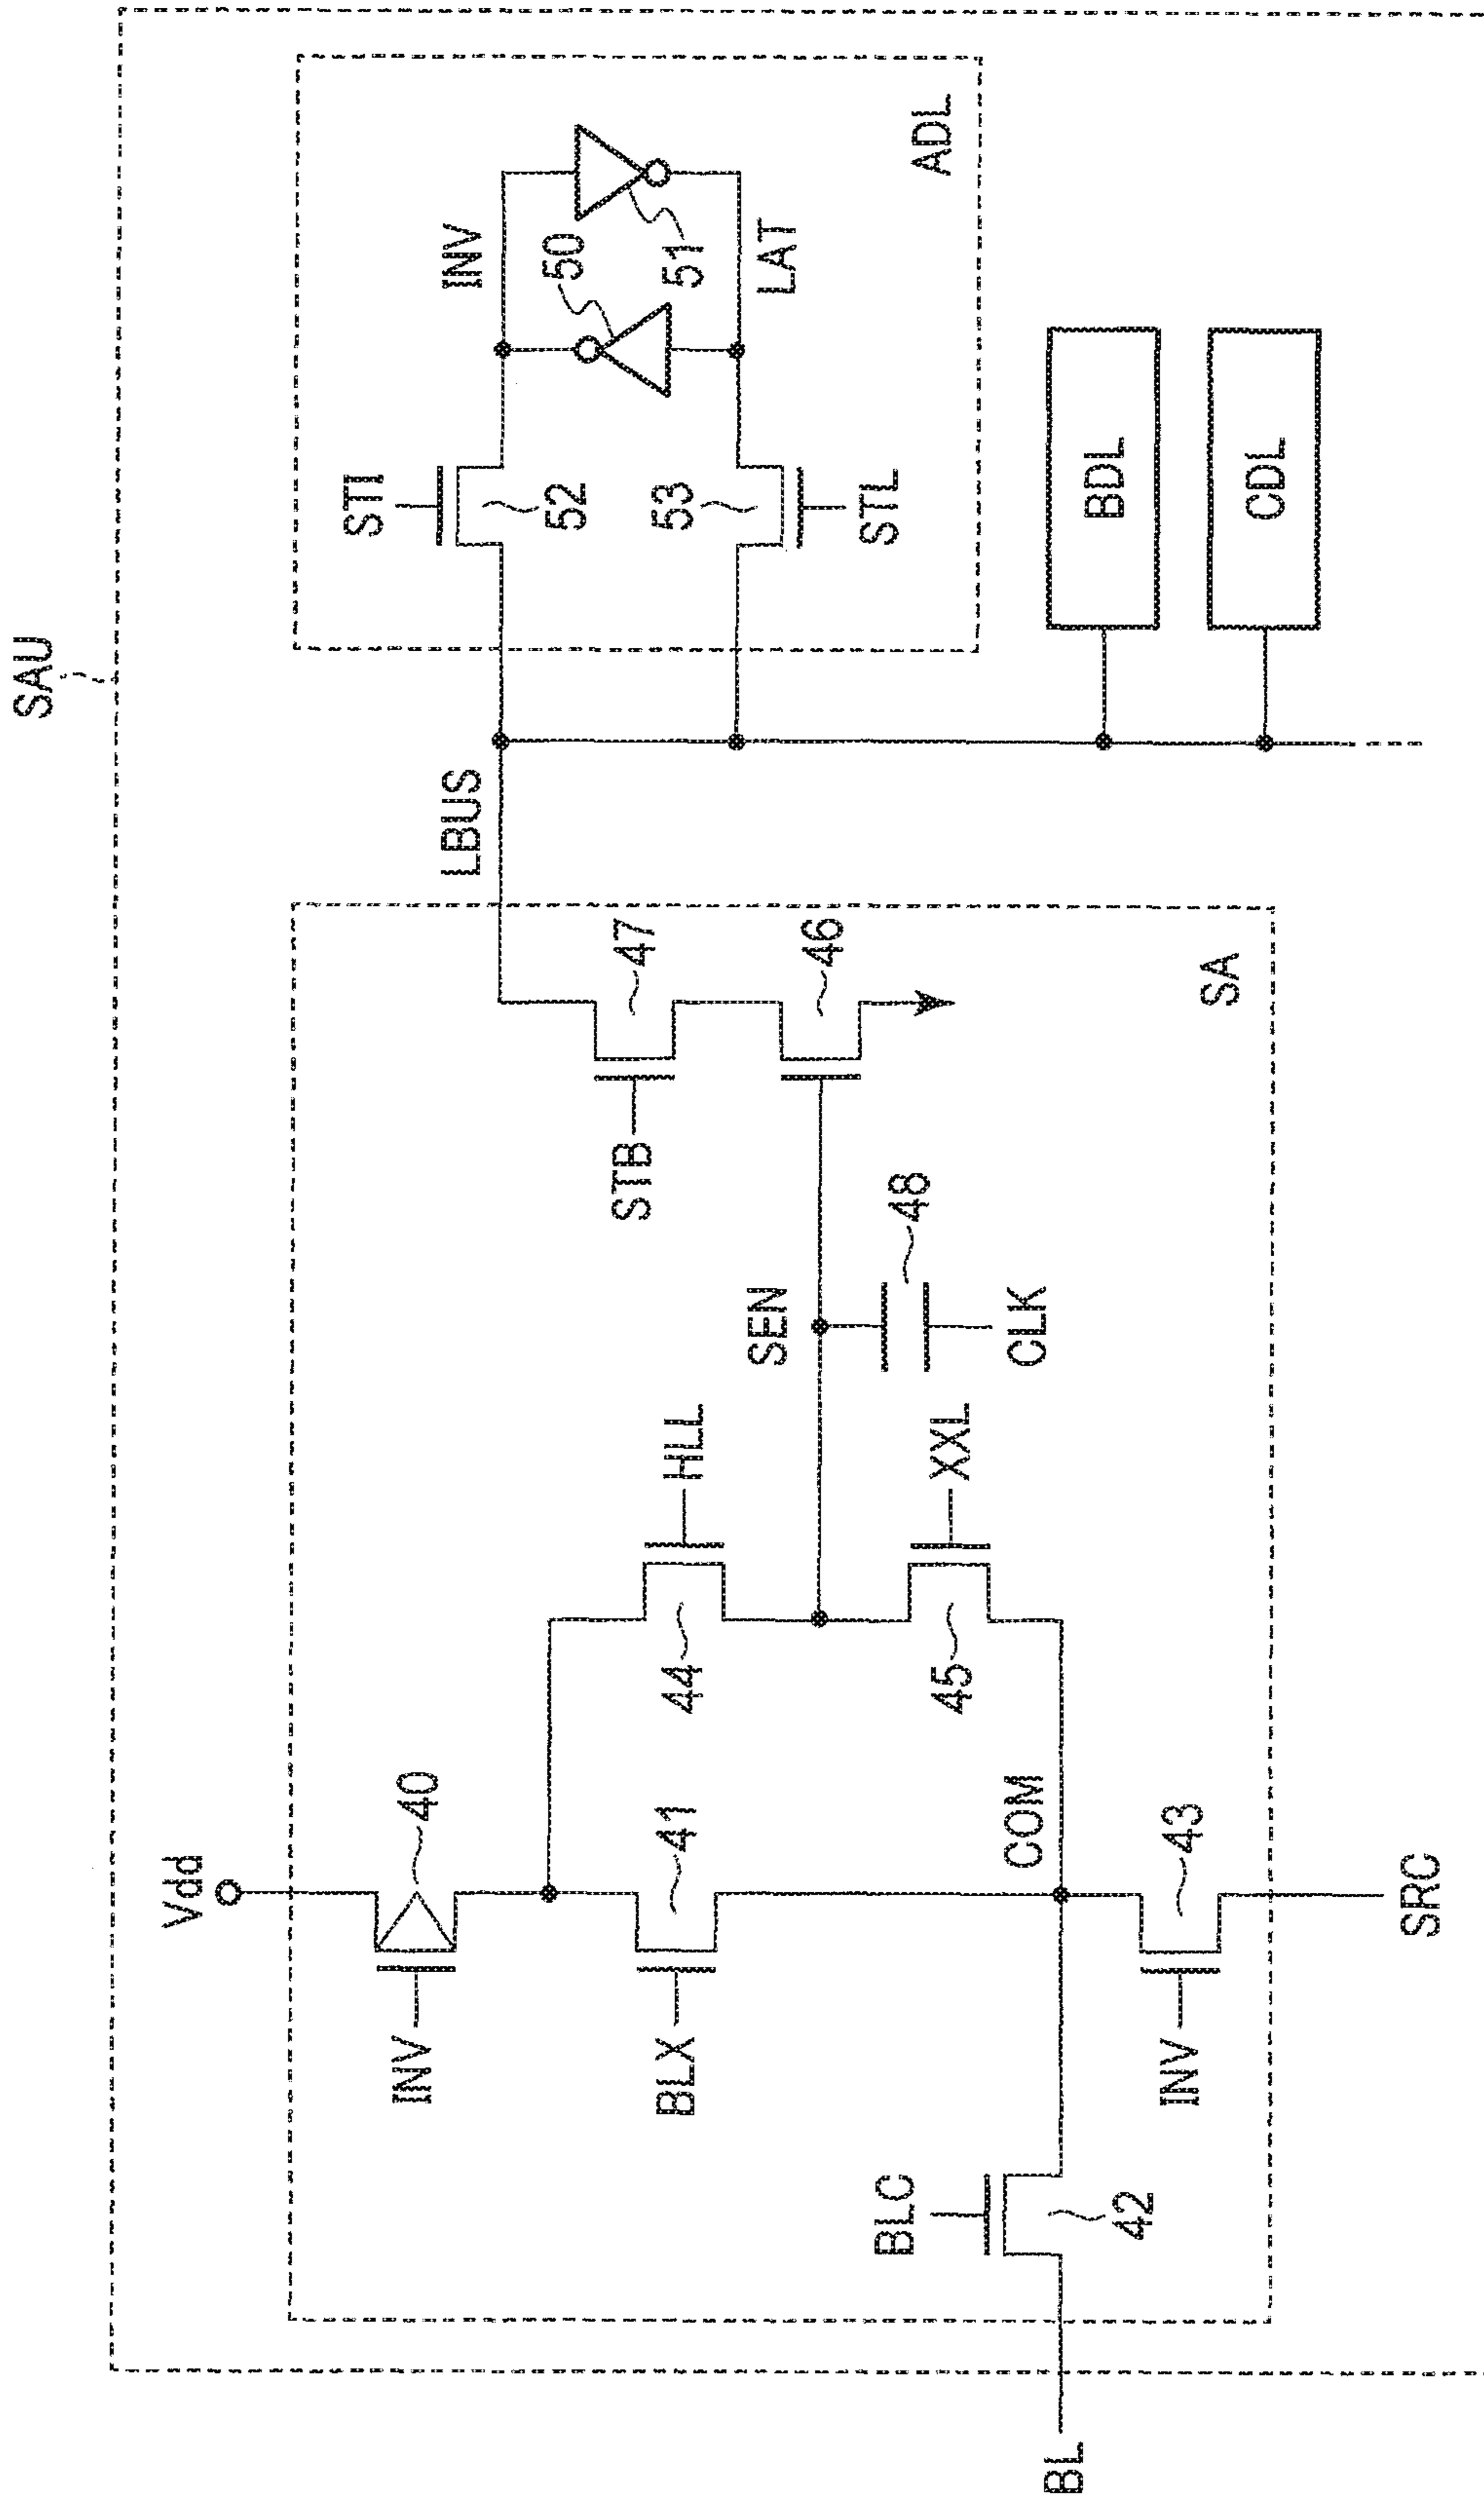 SAU
Vdd
STI
INV
40
LBUS
INV
50
52
STB
47
53
51
BLX
41
44
HLL
SEN
LAT
46
STL
BLC
48
ADL
45
XXL
COM
CLK
BL
BDL
42
INV
43
SA
CDL
SRC